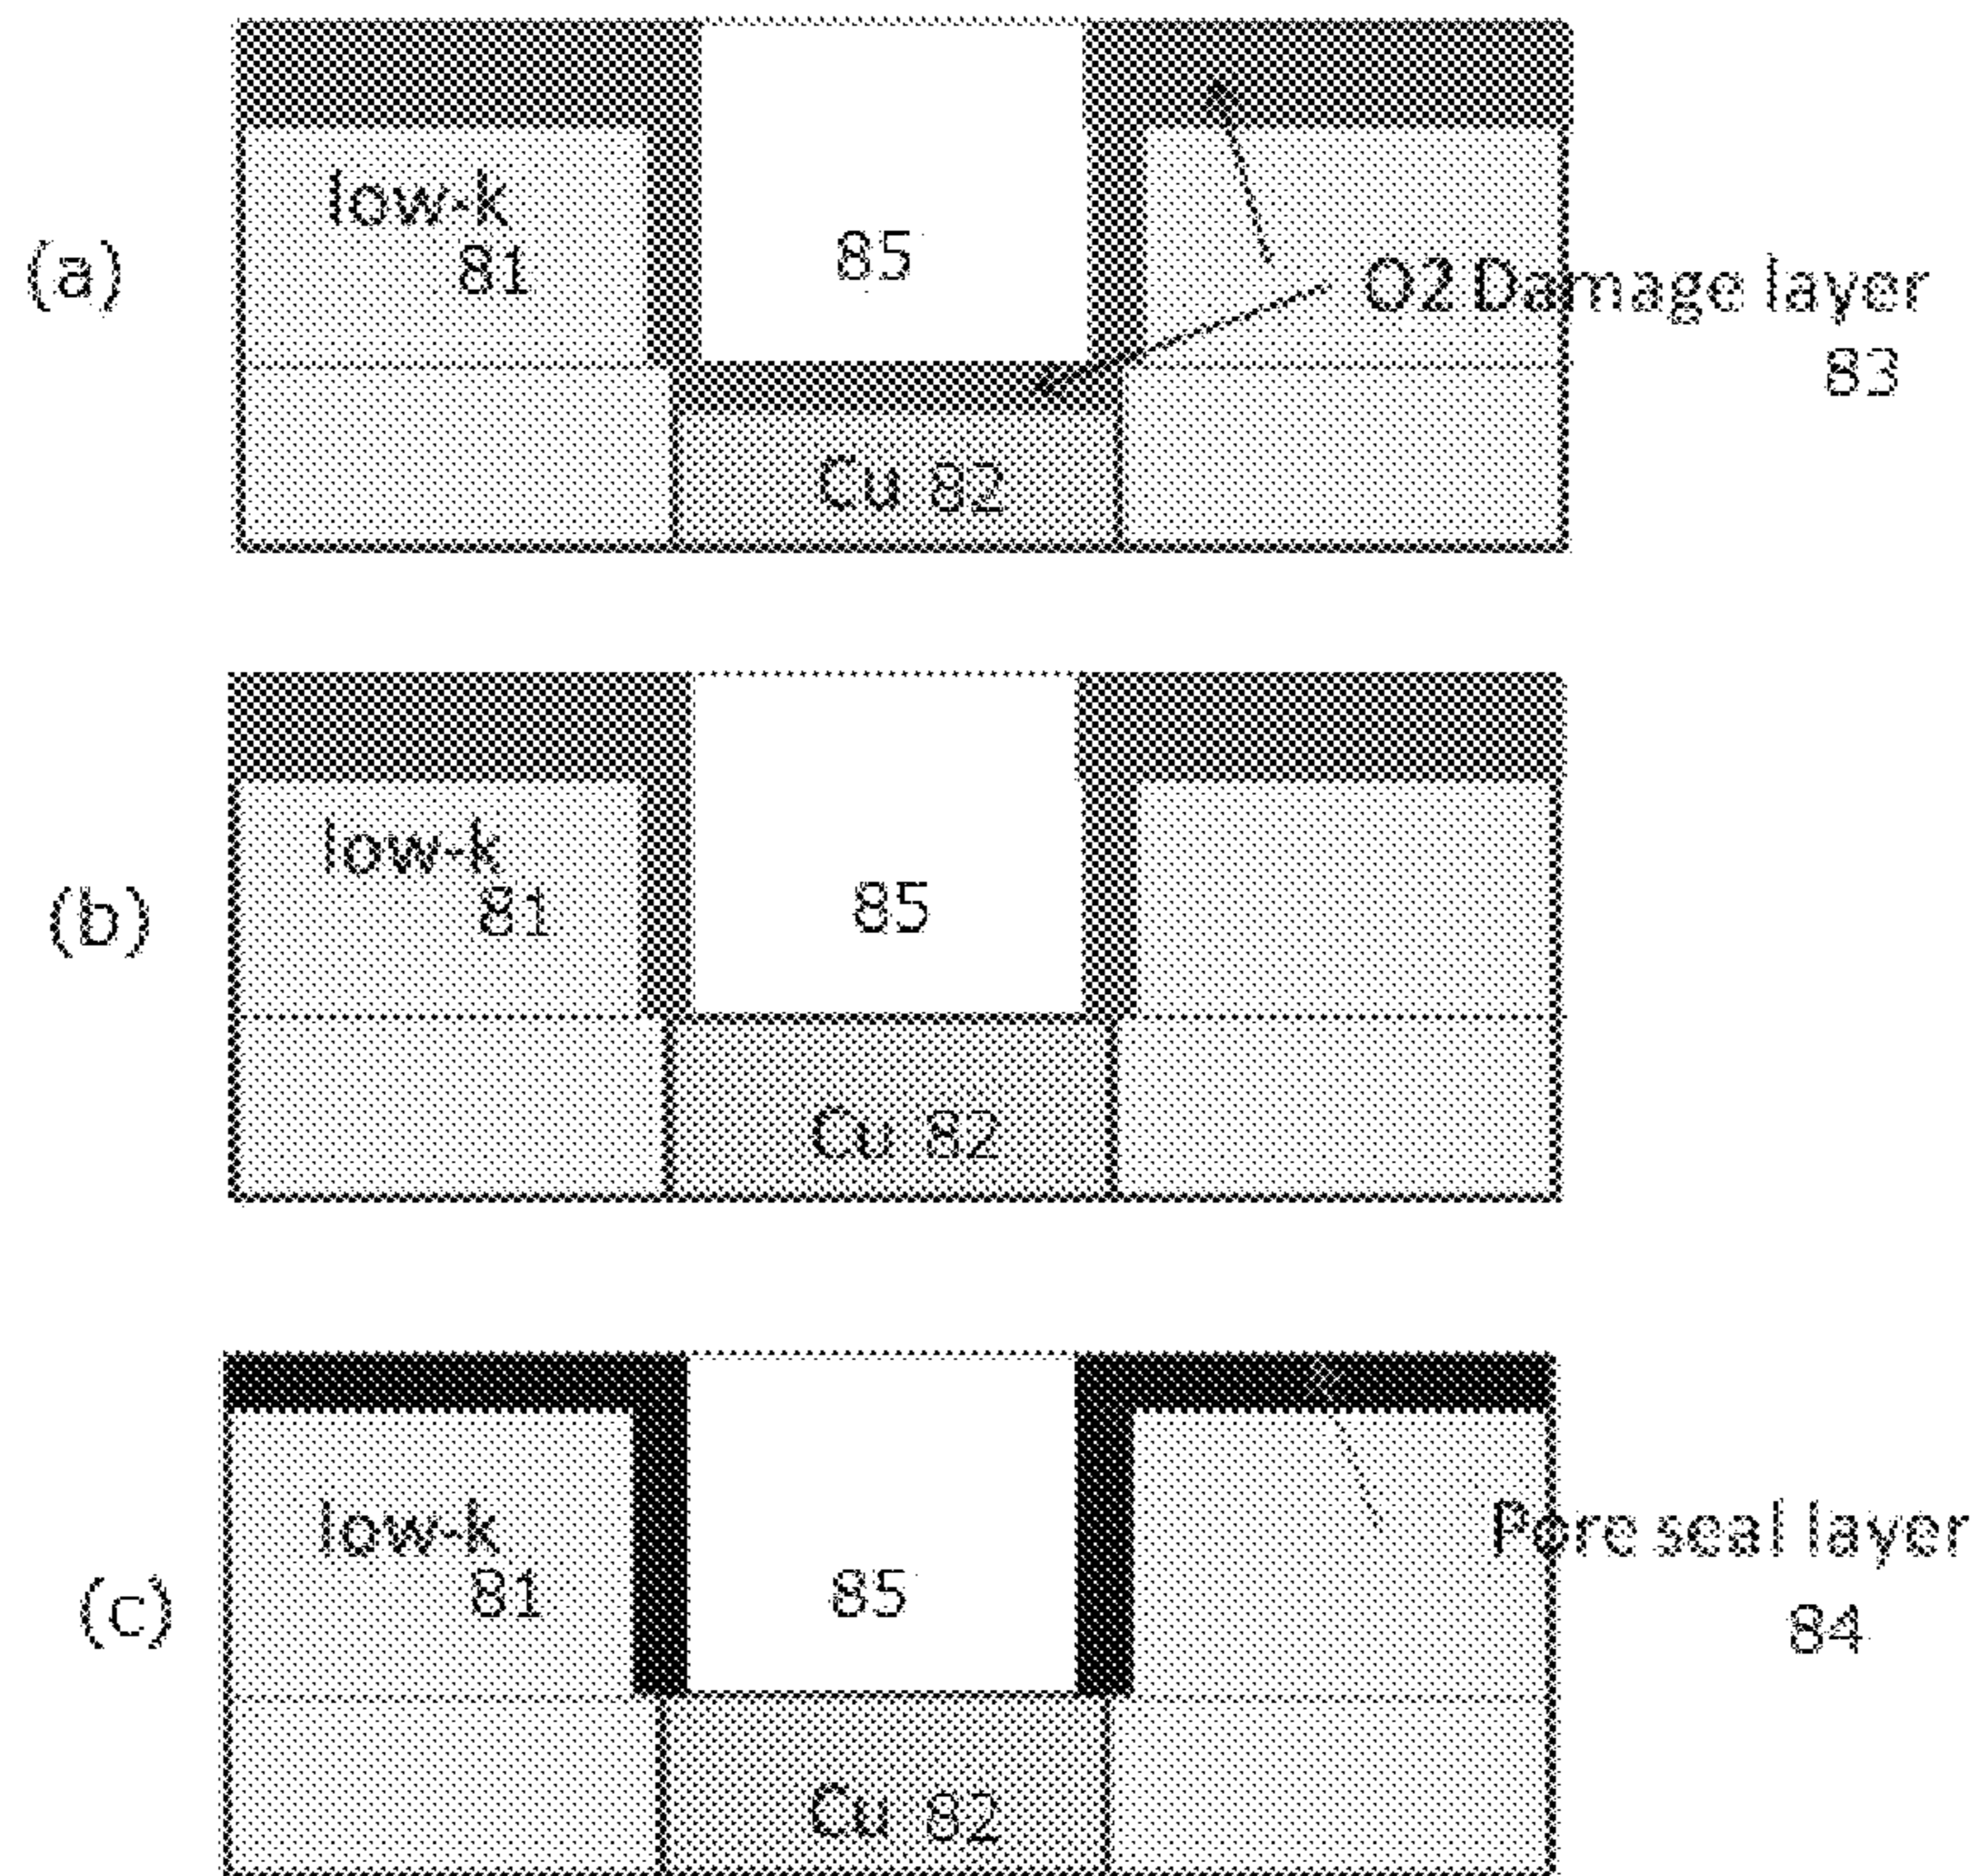 (a)
low-k
81
85
O2 Damage layer
83
Cu 82
(b)
low-k
81
85
Cu 82
(c)
low-k
81
85
Pore seal layer
84
Cu 82